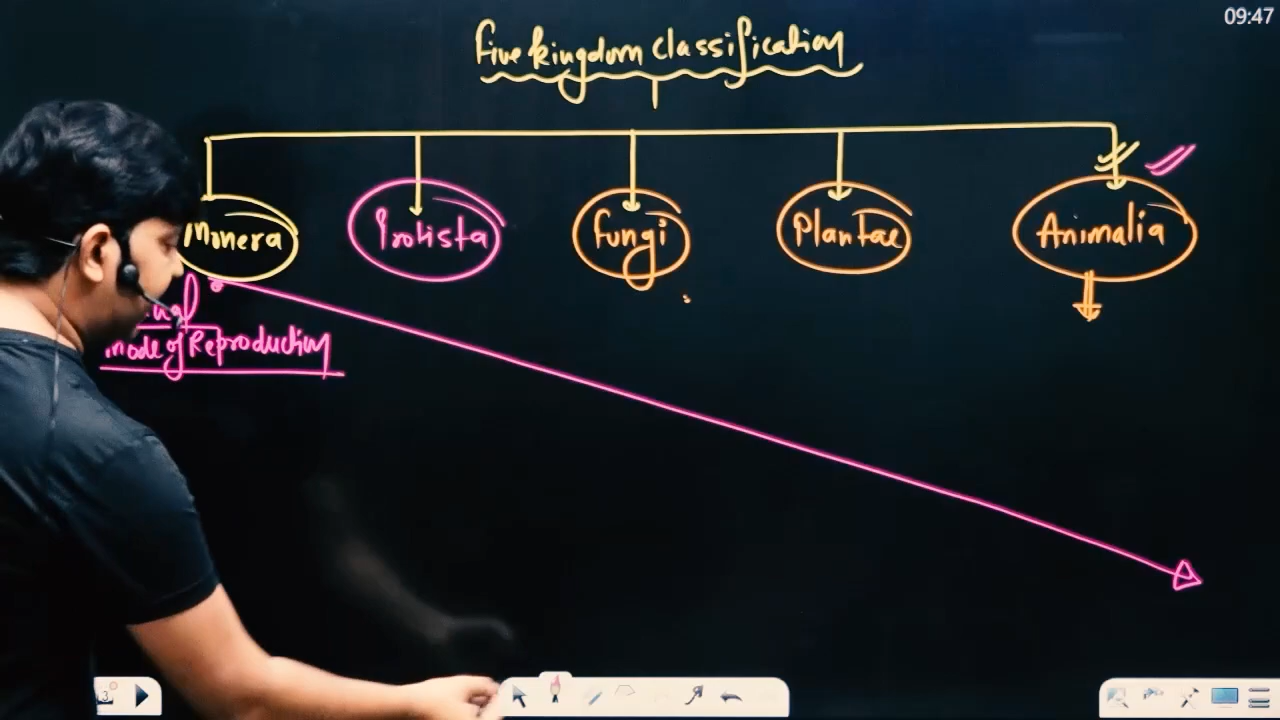 09:47
Five kingdom classification
Monera Protista Fungi Plantae Animalia
mode of Reproduction